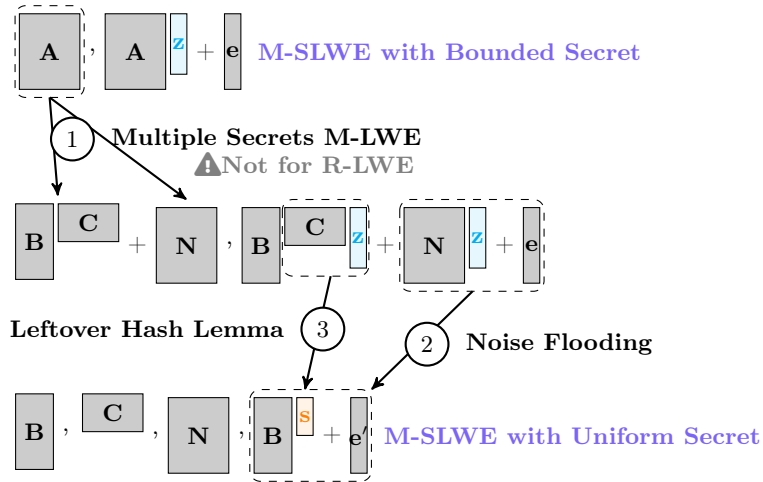 A , A z + e M-SLWE with Bounded Secret
1 Multiple Secrets M-LWE
Not for R-LWE
B C + N , B C z + N z + e
Leftover Hash Lemma 3 2 Noise Flooding
B , C , N , B s + e′ M-SLWE with Uniform Secret